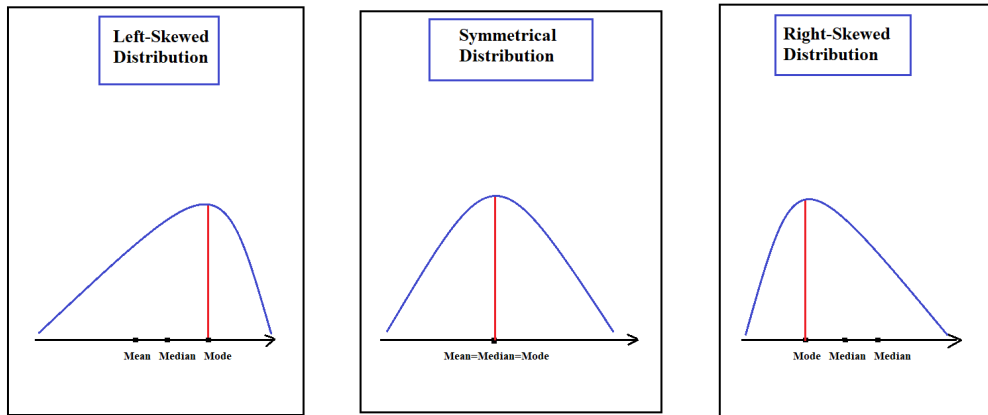 Left-Skewed
Distribution
Mean Median Mode
Symmetrical
Distribution
Mean=Median=Mode
Right-Skewed
Distribution
Mode Median Median